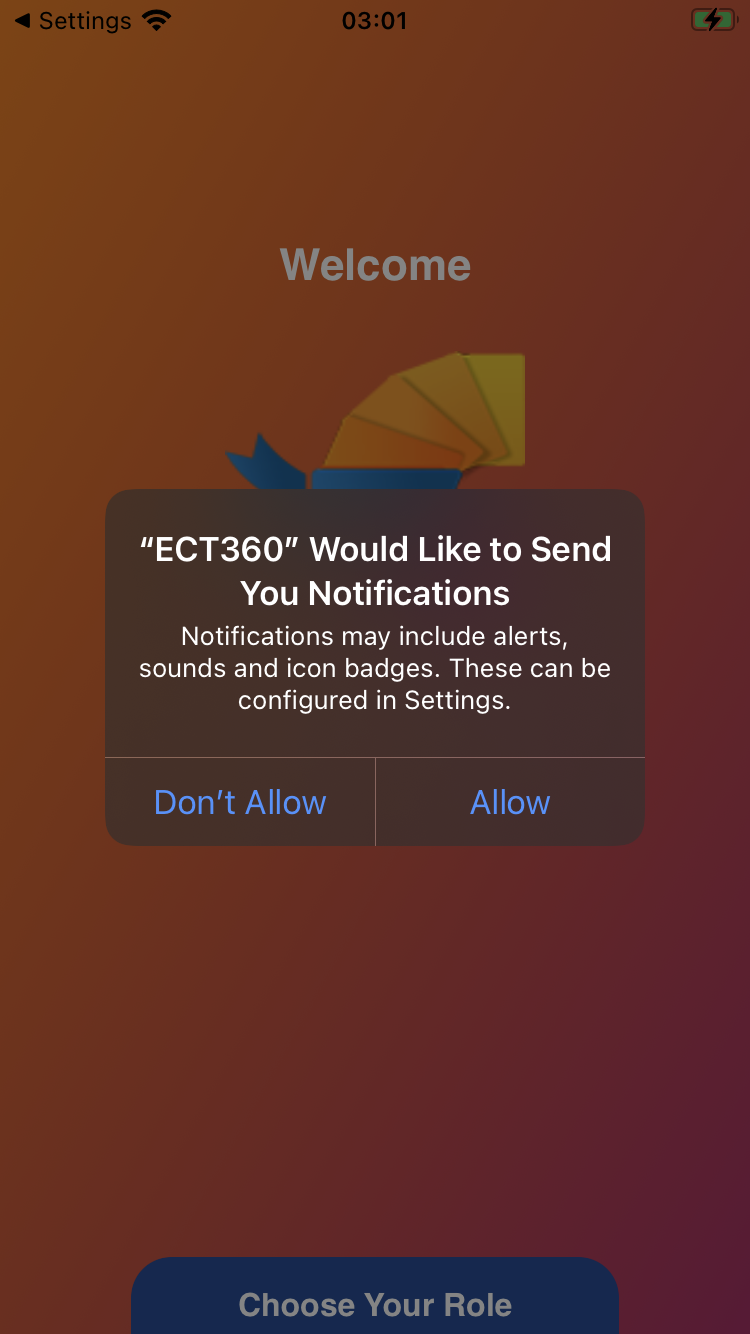 ◀ Settings 03:01
Welcome
“ECT360” Would Like to Send
You Notifications
Notifications may include alerts,
sounds and icon badges. These can be
configured in Settings.
Don’t Allow Allow
Choose Your Role